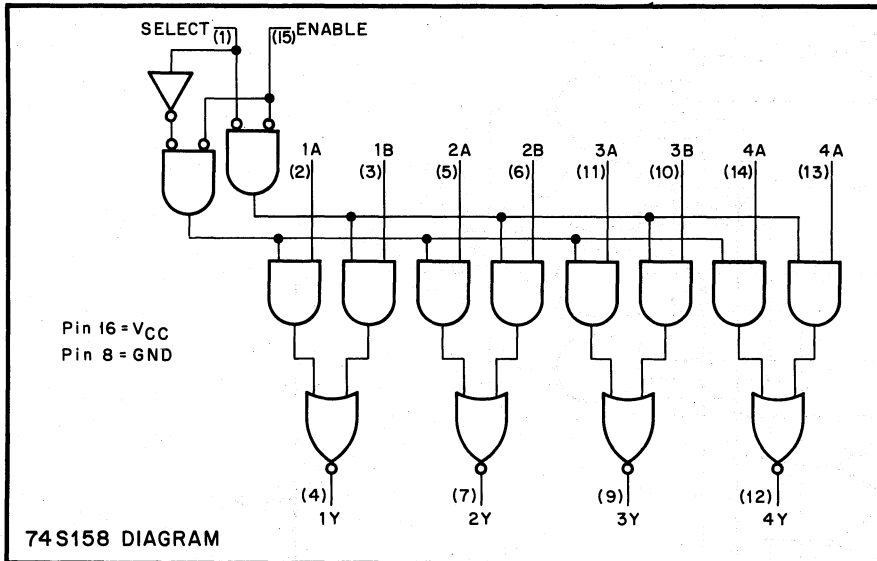 SELECT (1) (15) ENABLE
1A 1B 2A 2B 3A 3B 4A 4A
(2) (3) (5) (6) (11) (10) (14) (13)
Pin 16 = VCC
Pin 8 = GND
(4) (7) (9) (12)
1Y 2Y 3Y 4Y
74S158 DIAGRAM